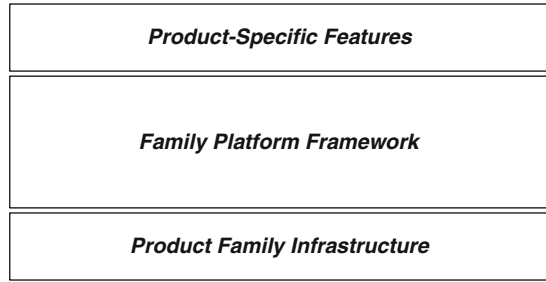 Product-Specific Features
Family Platform Framework
Product Family Infrastructure